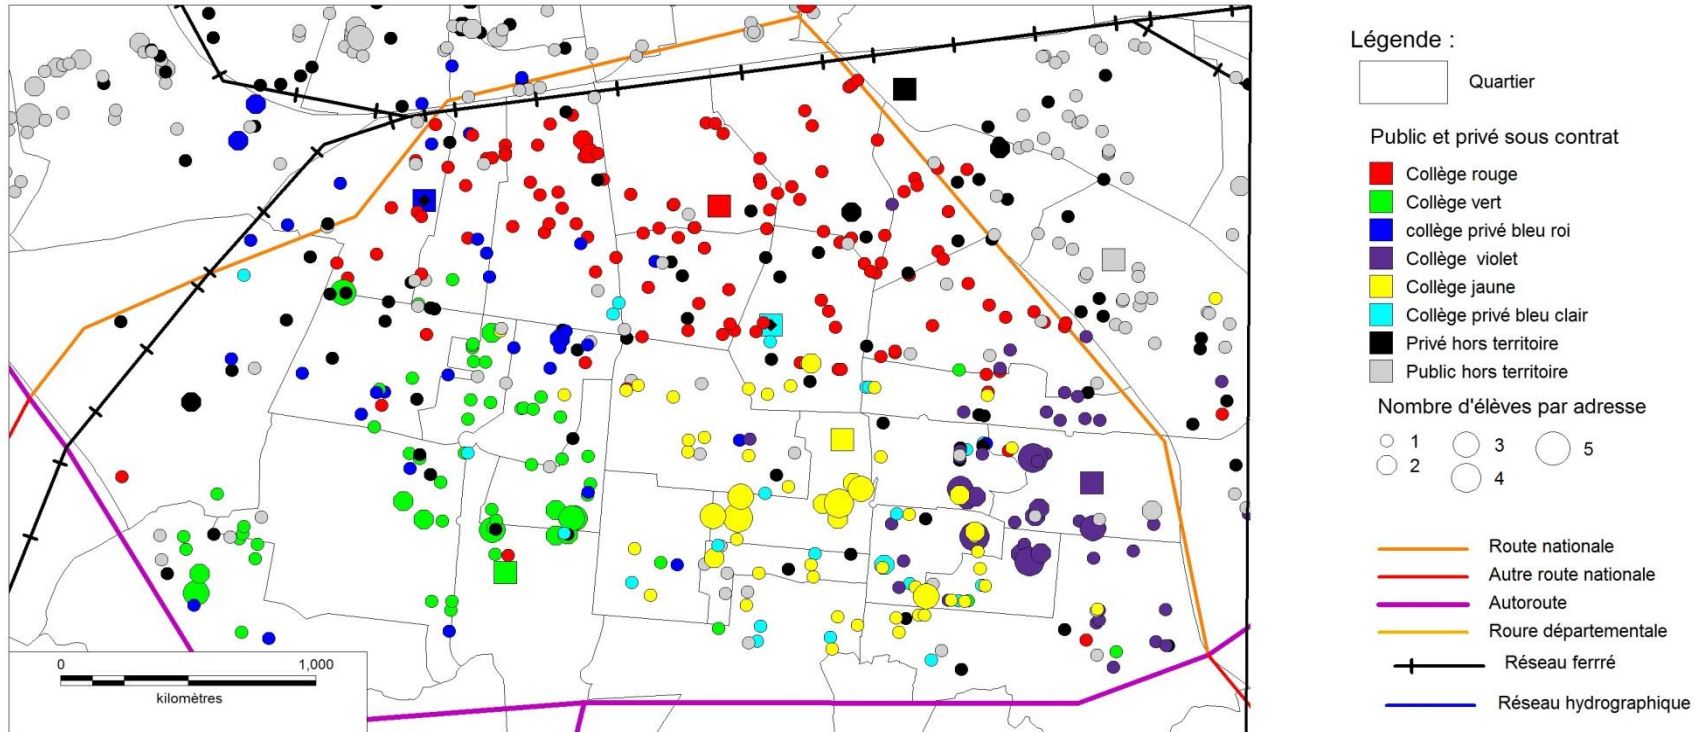 Légende :
Quartier
Public et privé sous contrat
Collège rouge
Collège vert
collège privé bleu roi
Collège violet
Collège jaune
Collège privé bleu clair
Privé hors territoire
Public hors territoire
Nombre d'élèves par adresse
1 3 5
2 4
Route nationale
Autre route nationale
Autoroute
Roure départementale
Réseau ferrré
Réseau hydrographique
0 1,000
kilomètres